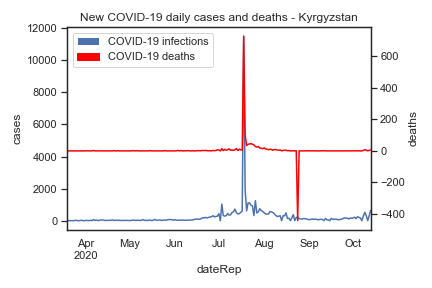 New COVID-19 daily cases and deaths - Kyrgyzstan
COVID-19 infections
COVID-19 deaths
12000
10000
8000
6000
4000
2000
0
cases
600
400
200
0
−200
−400
deaths
Apr May Jun Jul Aug Sep Oct
2020
dateRep